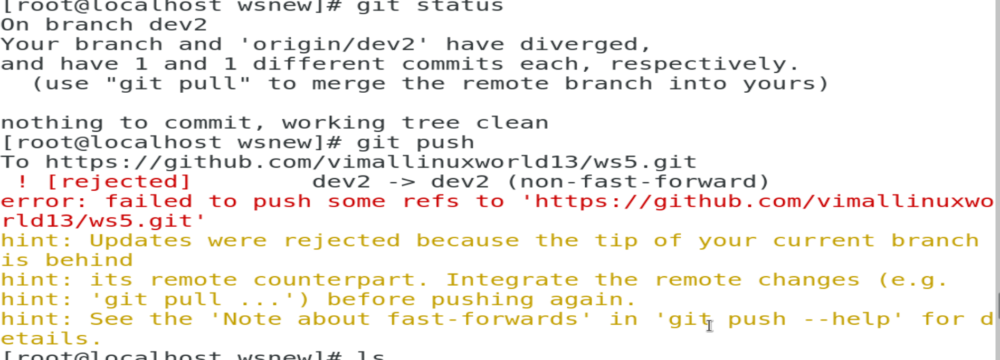 [root@localhost wsnew]# git status
On branch dev2
Your branch and 'origin/dev2' have diverged,
and have 1 and 1 different commits each, respectively.
  (use "git pull" to merge the remote branch into yours)

nothing to commit, working tree clean
[root@localhost wsnew]# git push
To https://github.com/vimallinuxworld13/ws5.git
 ! [rejected]        dev2 -> dev2 (non-fast-forward)
error: failed to push some refs to 'https://github.com/vimallinuxwo
rld13/ws5.git'
hint: Updates were rejected because the tip of your current branch
is behind
hint: its remote counterpart. Integrate the remote changes (e.g.
hint: 'git pull ...') before pushing again.
hint: See the 'Note about fast-forwards' in 'git push --help' for d
etails.
[root@localhost wsnew]# ls